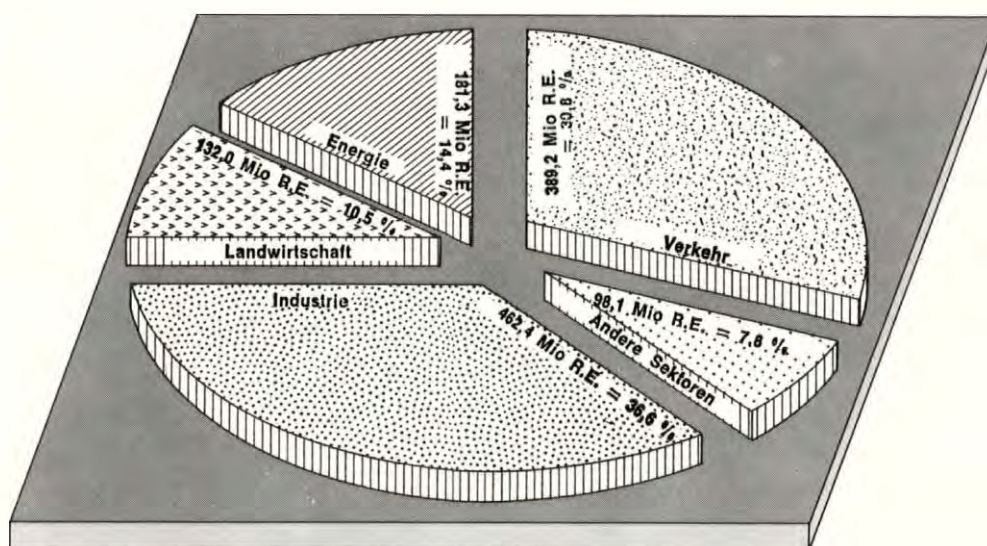 181,3 Mio R.E.
= 14,4 %
Energie
389,2 Mio R.E.
= 30,8 %
Verkehr
132,0 Mio R.E. = 10,5 %
Landwirtschaft
98,1 Mio R.E. = 7,8 %
Andere Sektoren
Industrie
462,4 Mio R.E. = 36,6 %